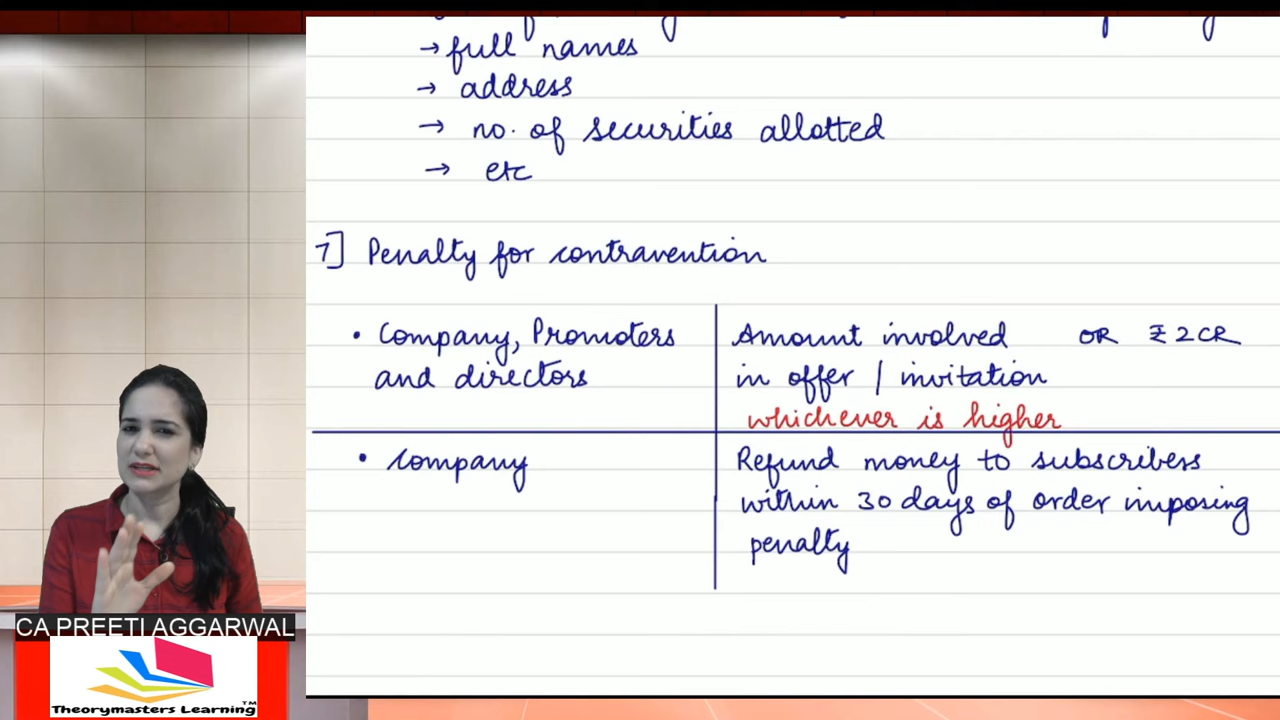 → full names
→ address
→ no. of securities allotted
→ etc
7] Penalty for contravention
• Company, Promoters and directors
Amount involved OR ₹2CR
in offer / invitation
whichever is higher
• Company
Refund money to subscribers
within 30 days of order imposing
penalty
CA PREETI AGGARWAL
Theorymasters Learning™